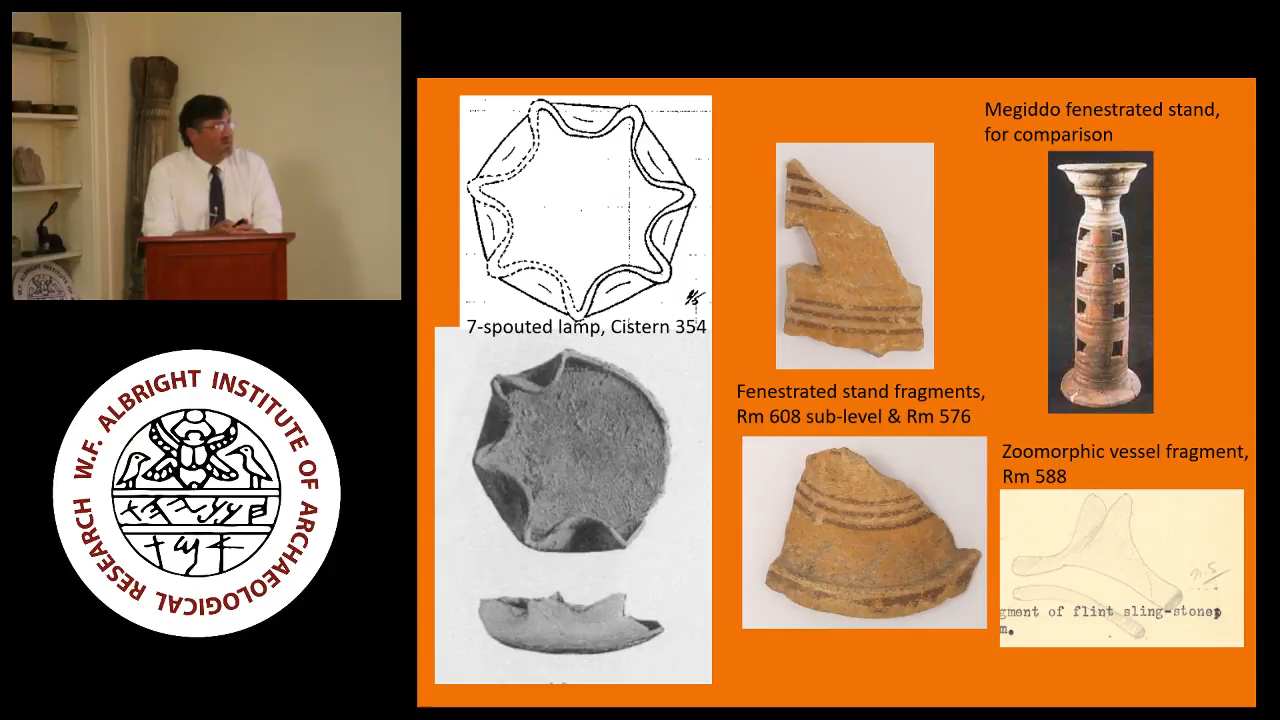 W.F. ALBRIGHT INSTITUTE OF ARCHAEOLOGICAL RESEARCH
7-spouted lamp, Cistern 354
Fenestrated stand fragments,
Rm 608 sub-level & Rm 576
Megiddo fenestrated stand,
for comparison
Zoomorphic vessel fragment,
Rm 588
gment of flint sling-stone;
m.